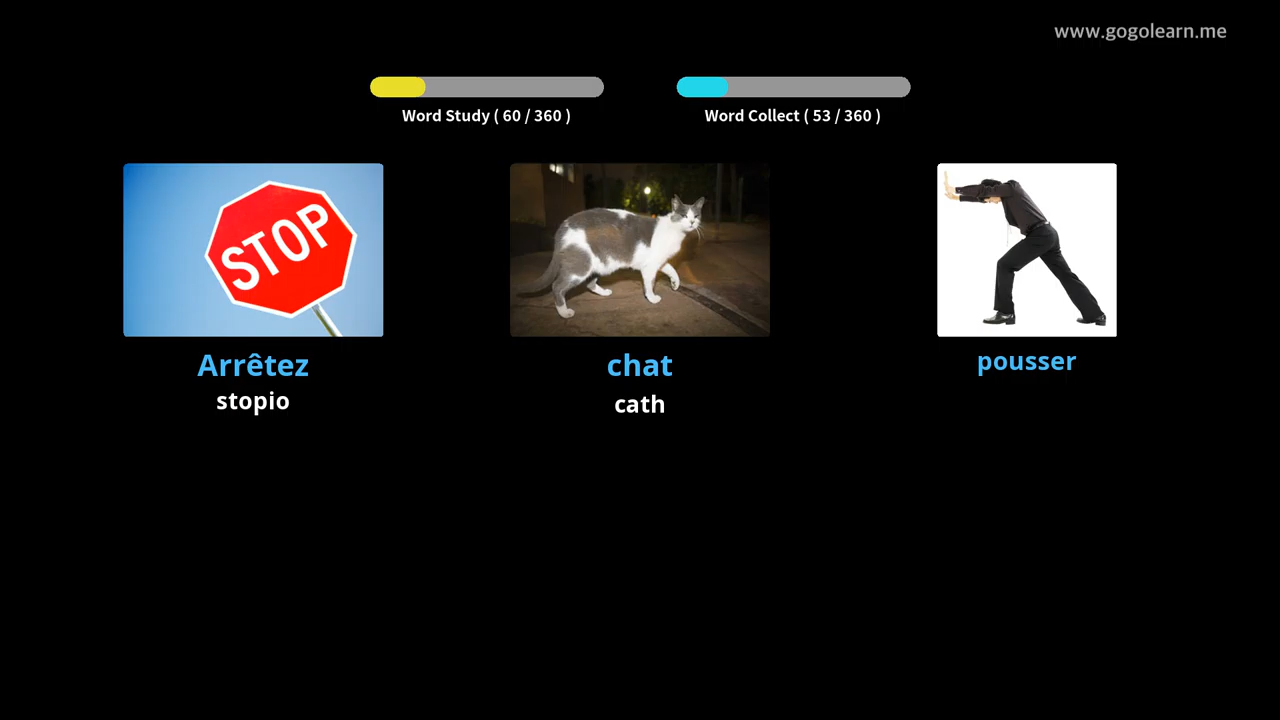 www.gogolearn.me
Word Study ( 60 / 360 )
Word Collect ( 53 / 360 )
STOP
Arrêtez
stopio
chat
cath
pousser